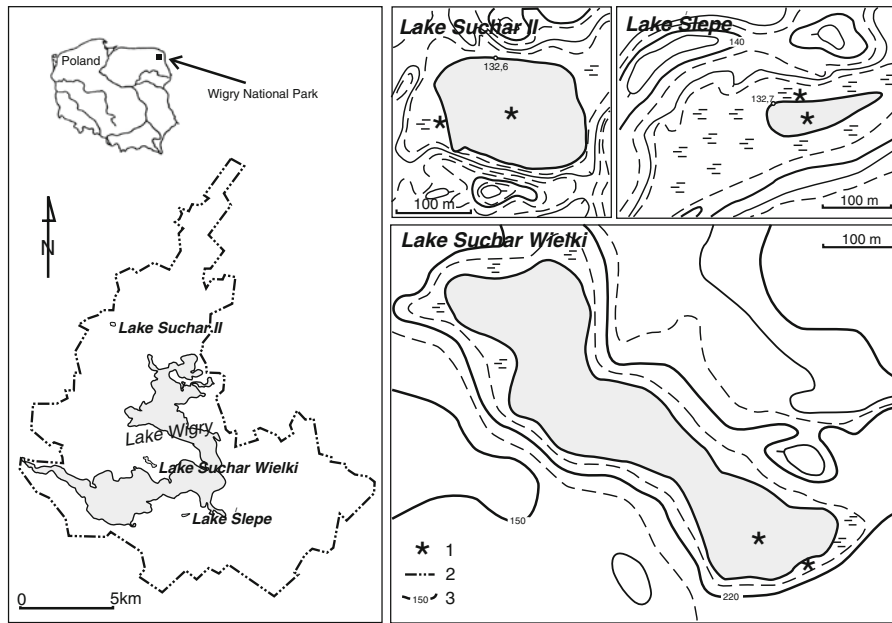 Poland
Wigry National Park
N
Lake Suchar II
Lake Wigry
Lake Suchar Wielki
Lake Slepe
0 5km
Lake Suchar II
132,6
100 m
Lake Slepe
140
132,7
100 m
Lake Suchar Wielki
100 m
150
220
1
2
150 3